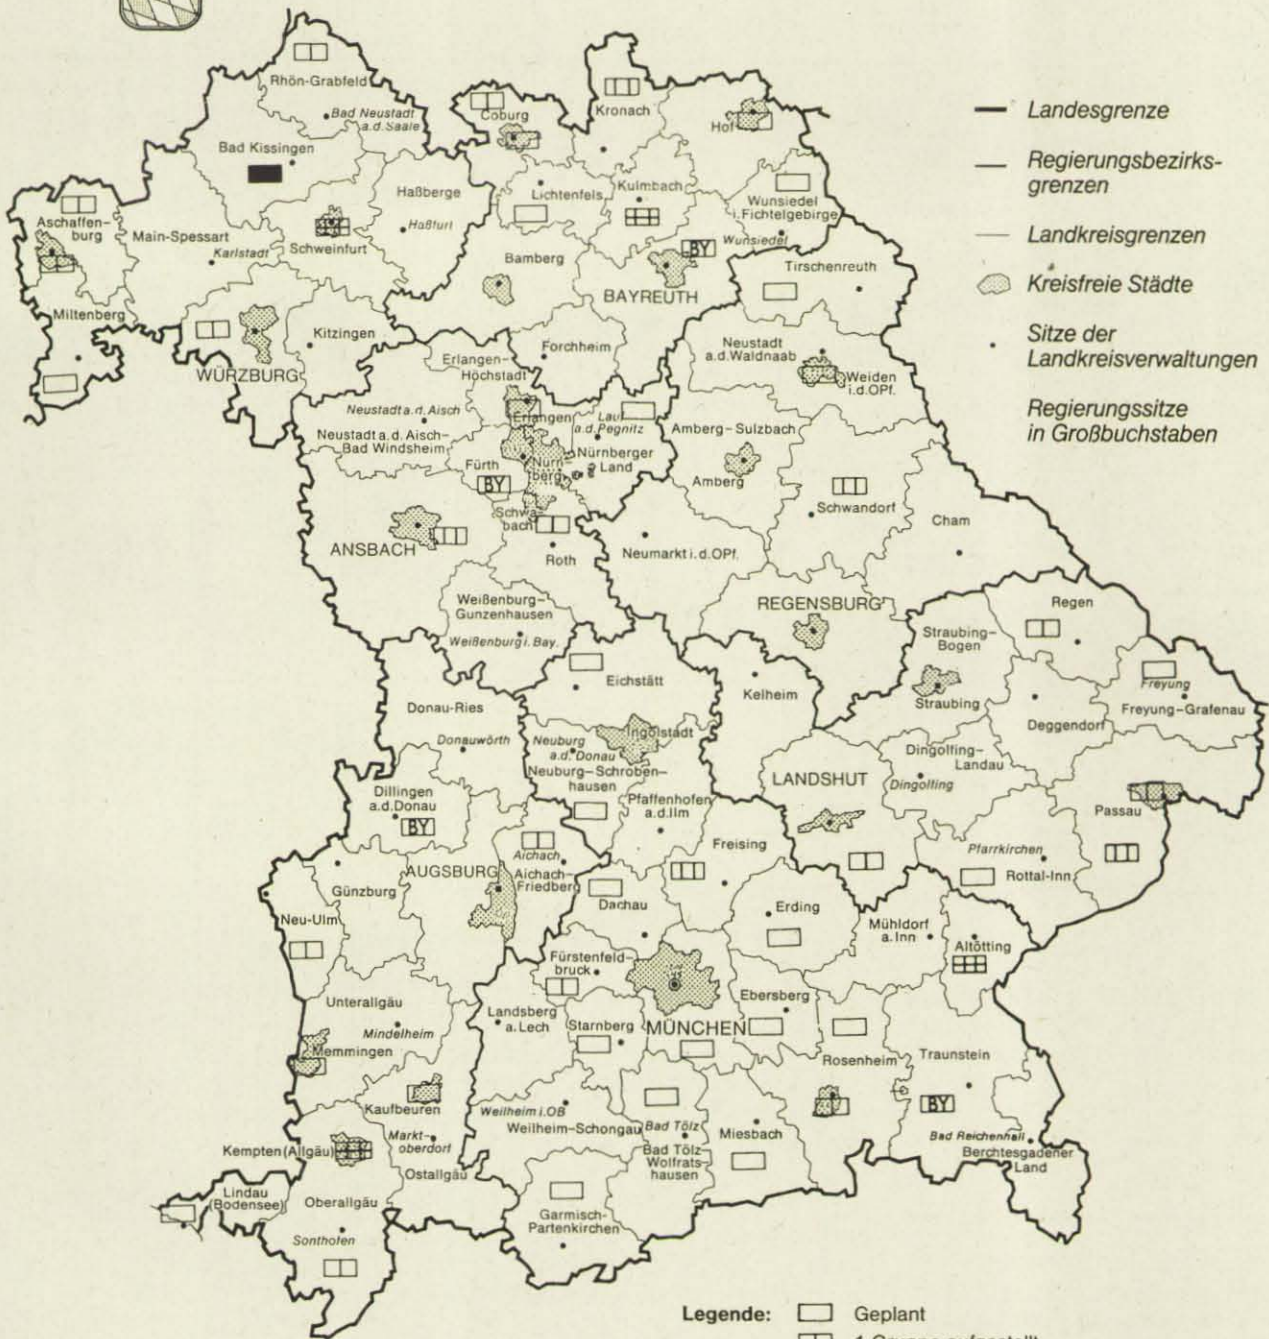 Rhön-Grabfeld
Bad Neustadt
a.d.Saale
Coburg
Kronach
Hof
Bad Kissingen
Haßberge
Haßfurt
Lichtenfels
Kulmbach
Wunsiedel
i.Fichtelgebirge
Wunsiedel
Aschaffen-
burg
Main-Spessart
Karlstadt
Schweinfurt
Bamberg
BY
BAYREUTH
Tirschenreuth
Miltenberg
Kitzingen
WÜRZBURG
Forchheim
Neustadt
a.d.Waldnaab
Weiden
i.d.OPf.
Erlangen-
Höchstadt
Erlangen
Neustadt a.d. Aisch
Neustadt a.d. Aisch-
Bad Windsheim
Lau
a.d.Pegnitz
Nürnberger
Land
Amberg-Sulzbach
Amberg
Fürth
BY
Nürn-
berg
Schwa-
bach
Schwandorf
Cham
ANSBACH
Roth
Neumarkt i.d.OPf.
Weißenburg-
Gunzenhausen
Weißenburg i. Bay.
REGENSBURG
Regen
Straubing-
Bogen
Straubing
Eichstätt
Kelheim
Freyung
Freyung-Grafenau
Deggendorf
Donau-Ries
Donauwörth
Ingolstadt
Neuburg
a.d.Donau
Neuburg-Schroben-
hausen
Dingolfing-
Landau
Dingolfing
LANDSHUT
Dillingen
a.d.Donau
BY
Pfaffenhofen
a.d.Ilm
Passau
Freising
Pfarrkirchen
Rottal-Inn
Aichach
Aichach-
Friedberg
AUGSBURG
Günzburg
Dachau
Erding
Mühldorf
a.Inn
Altötting
Neu-Ulm
Fürstenfeld-
bruck
Ebersberg
Unterallgäu
Mindelheim
Landsberg
a.Lech
Starnberg
MÜNCHEN
Memmingen
Rosenheim
Traunstein
BY
Kaufbeuren
Weilheim i.OB
Weilheim-Schongau
Bad Tölz
Bad Tölz
Wolfrats-
hausen
Miesbach
Bad Reichenhall
Berchtesgadener
Land
Kempten (Allgäu)
Markt-
oberdorf
Ostallgäu
Lindau
(Bodensee)
Oberallgäu
Sonthofen
Garmisch-
Partenkirchen
Landesgrenze
Regierungsbezirks-
grenzen
Landkreisgrenzen
Kreisfreie Städte
Sitze der
Landkreisverwaltungen
Regierungssitze
in Großbuchstaben
Legende: Geplant